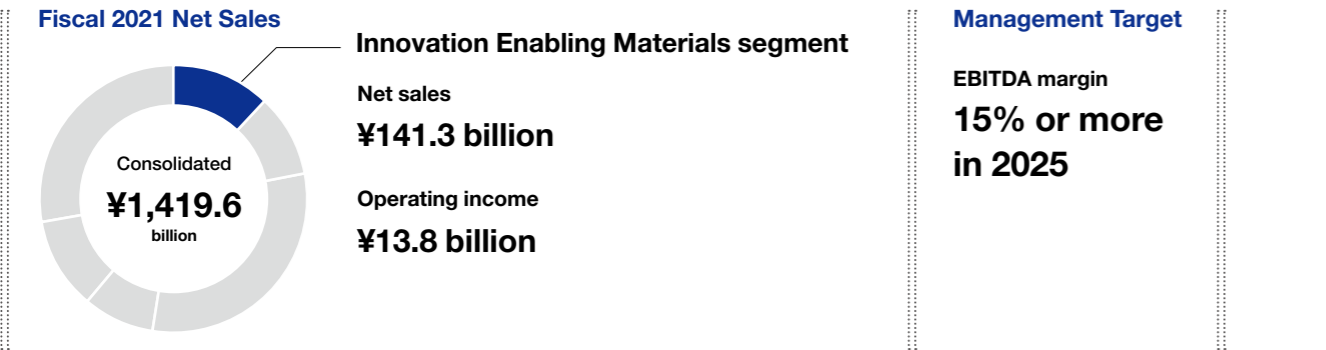 Fiscal 2021 Net Sales
Innovation Enabling Materials segment
Net sales
¥141.3 billion
Operating income
¥13.8 billion
Consolidated
¥1,419.6
billion
Management Target
EBITDA margin
15% or more
in 2025